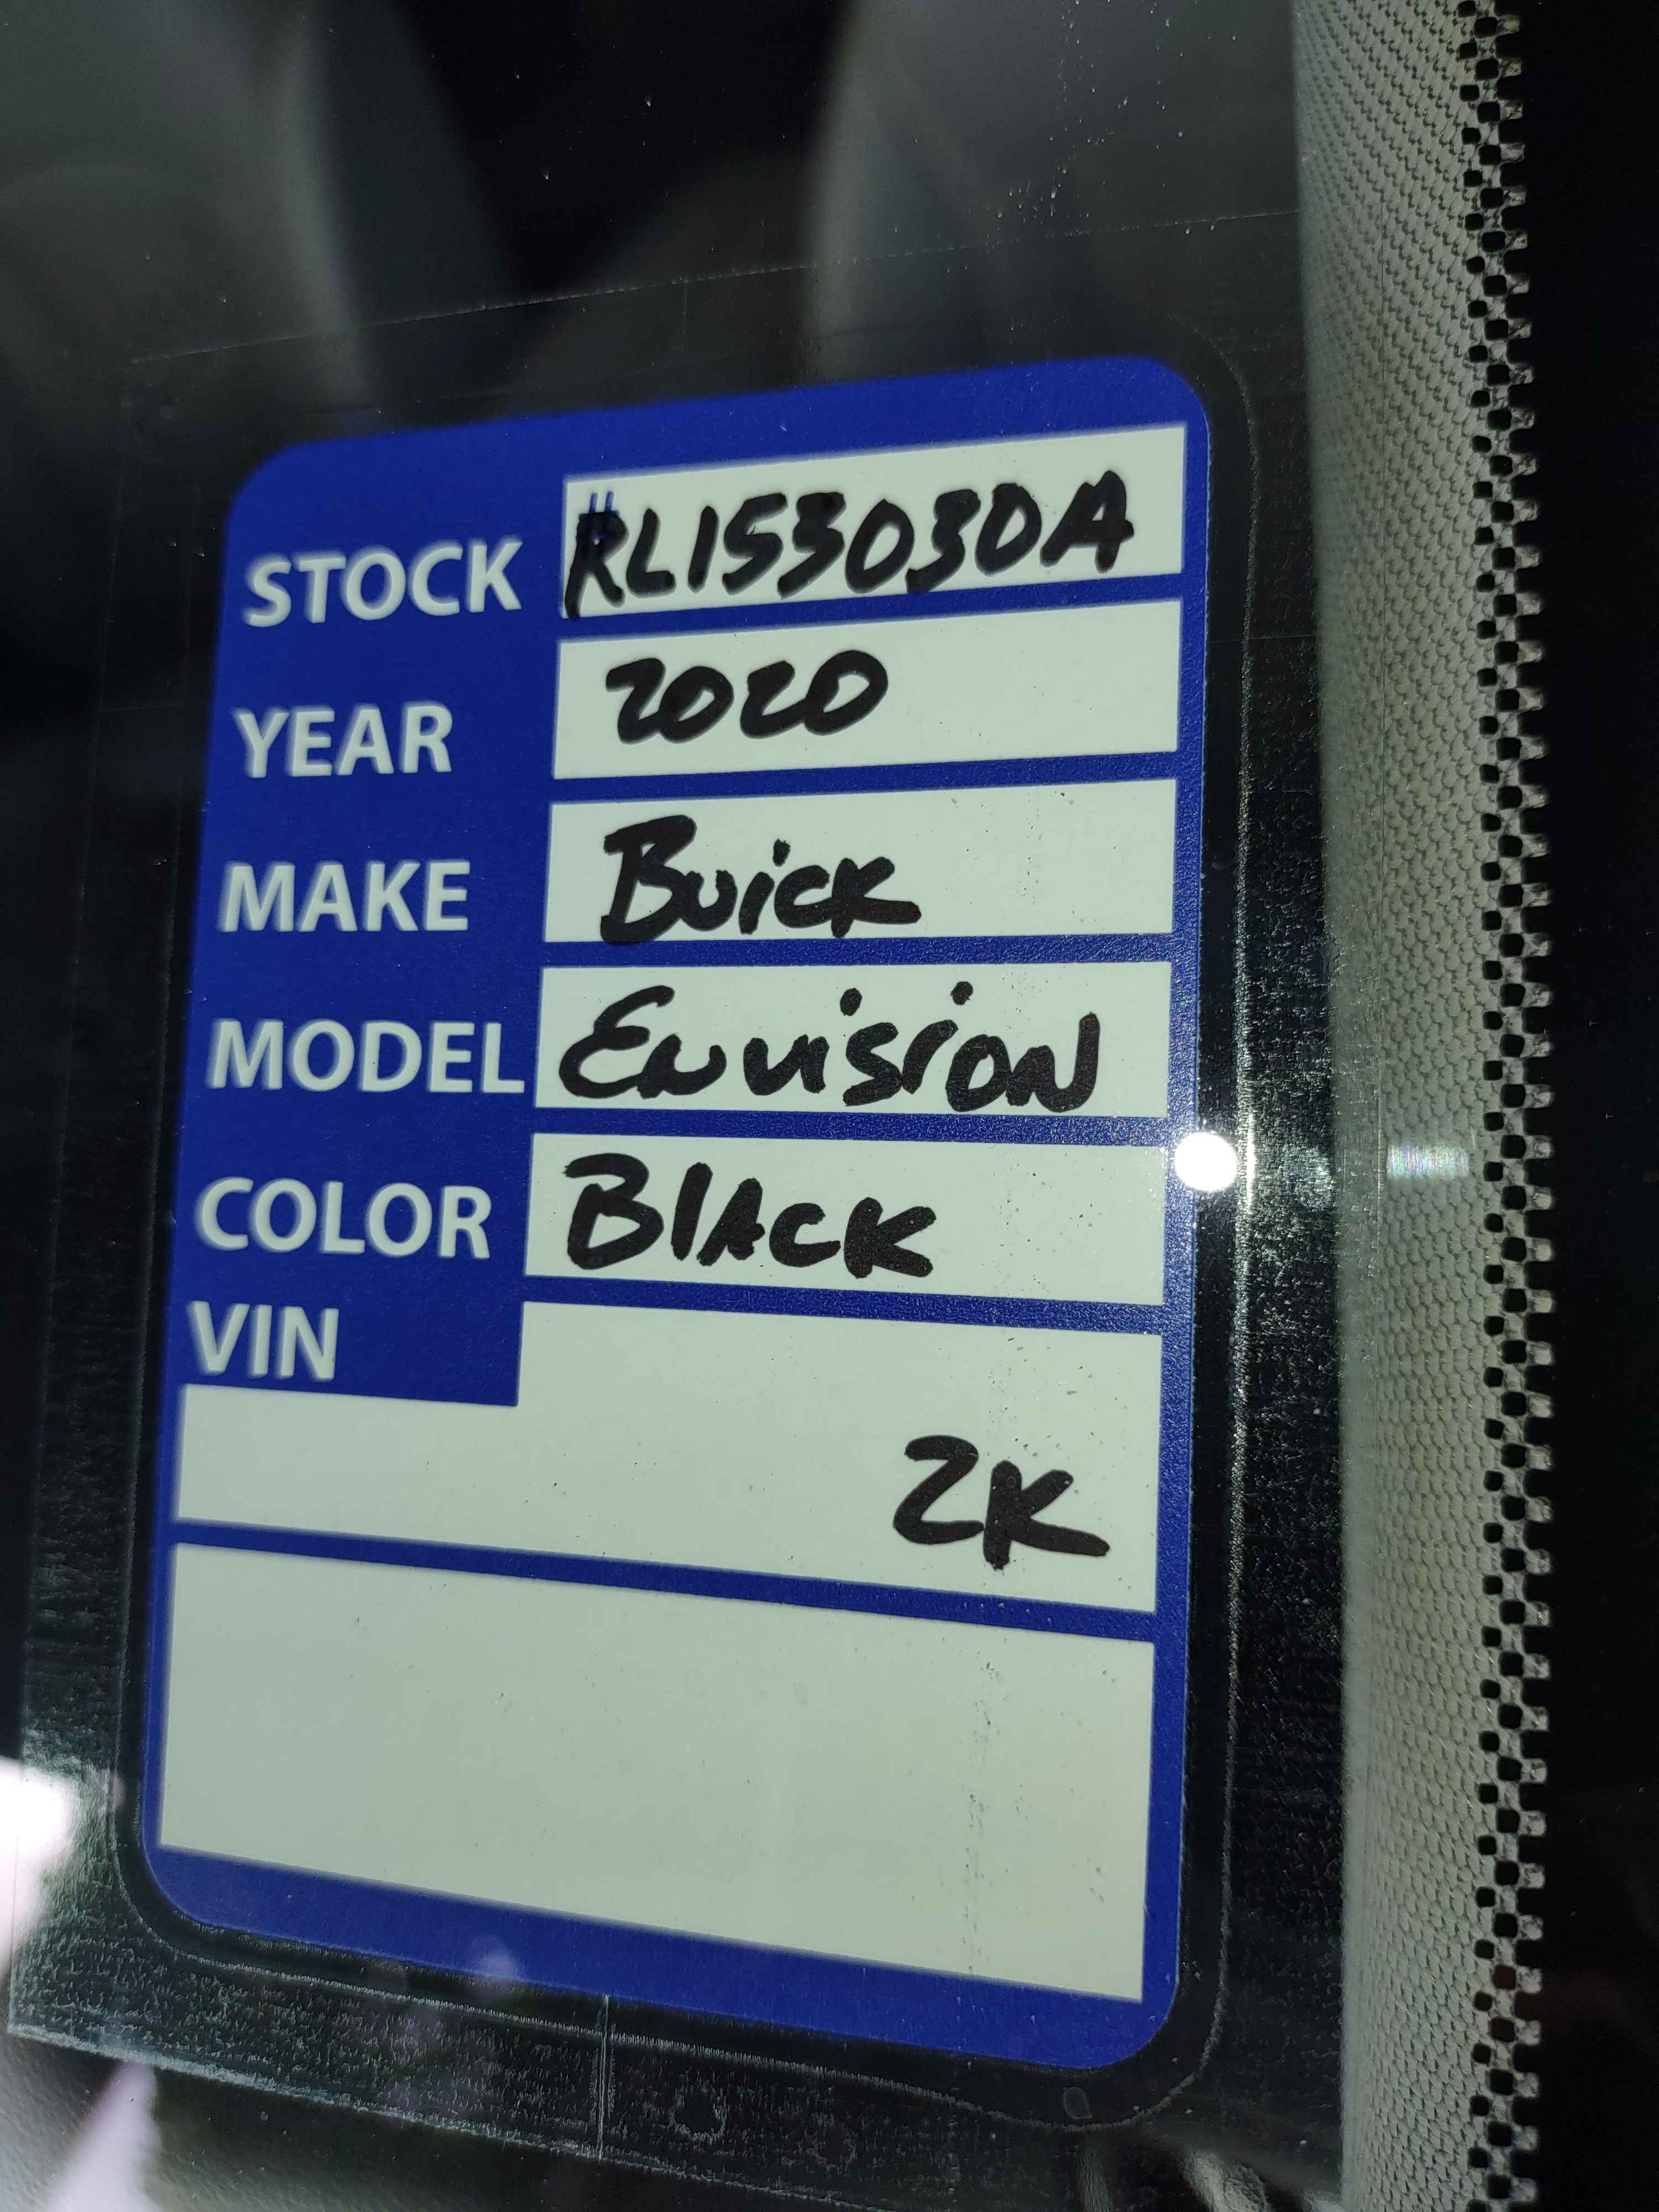 STOCK #RL153030A
YEAR 2020
MAKE Buick
MODEL Envision
COLOR BlAck
VIN
2K